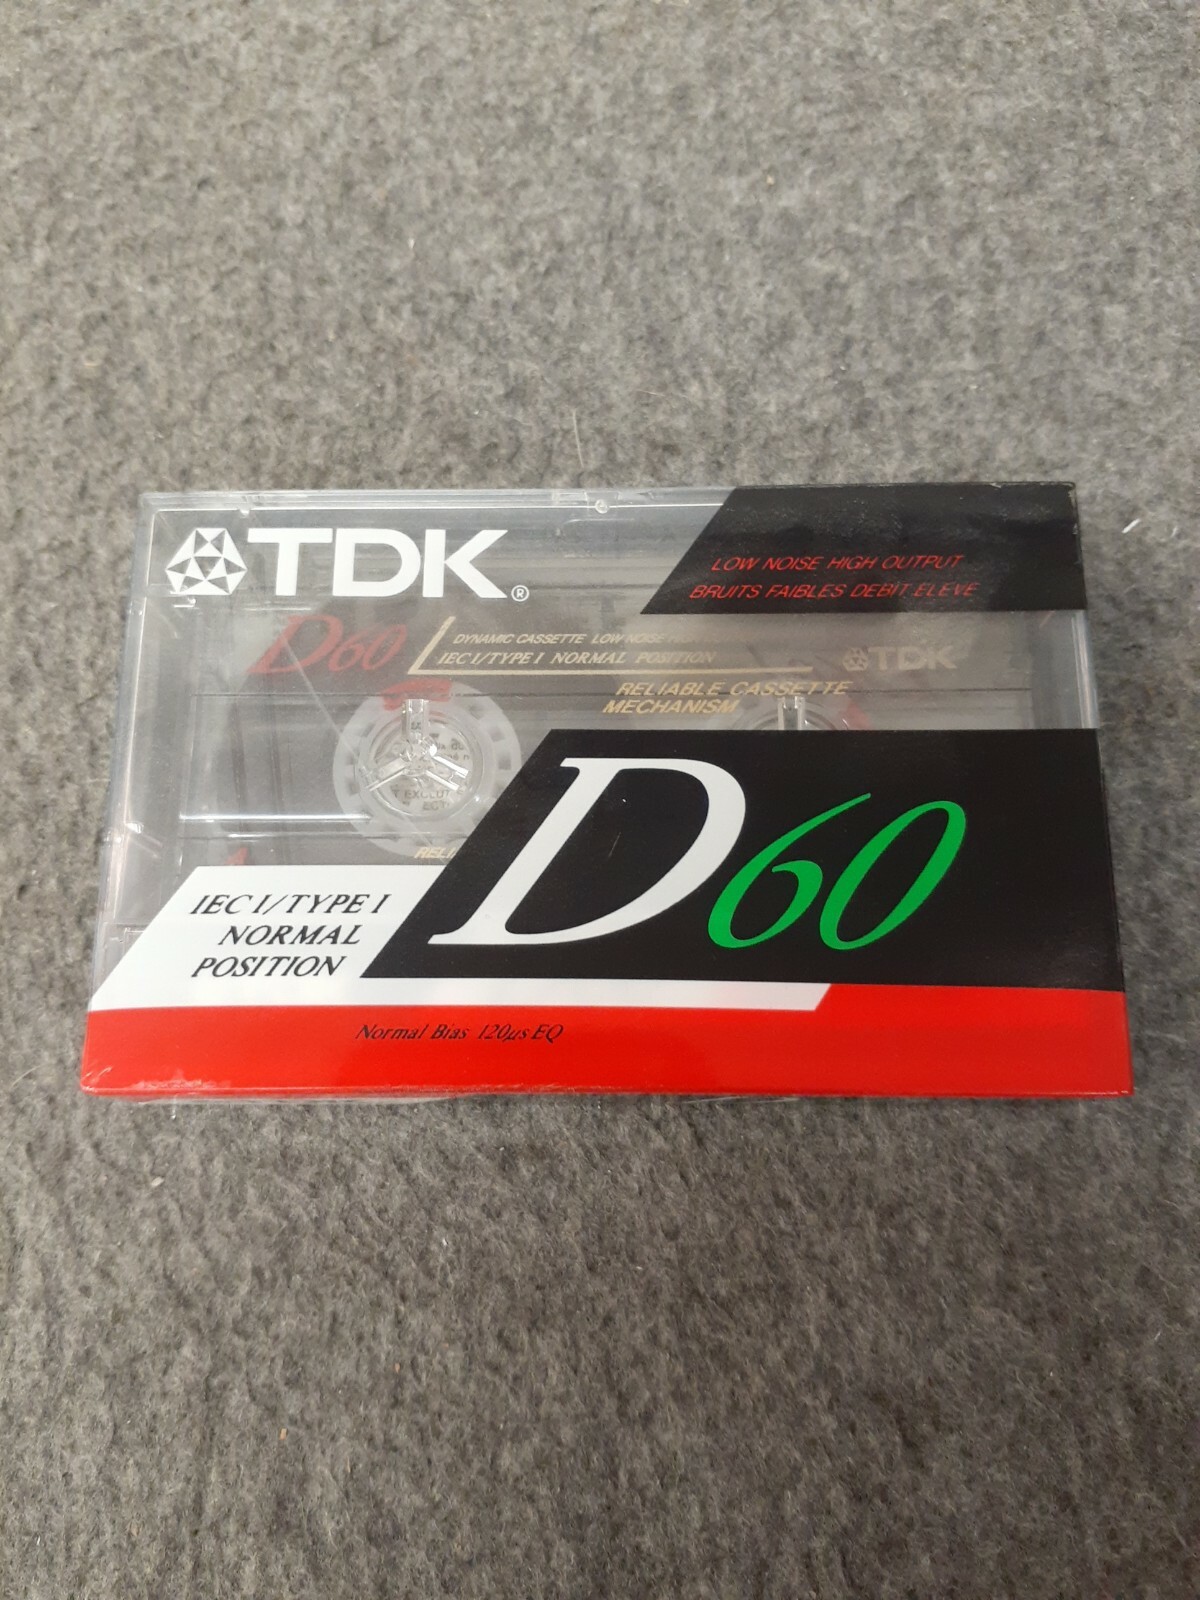 TDK®
LOW NOISE HIGH OUTPUT
BRUITS FAIBLES DEBIT ELEVE
D60
DYNAMIC CASSETTE LOW NOISE
IEC I/TYPE I NORMAL POSITION
TDK
RELIABLE CASSETTE
MECHANISM
D60
IEC I/TYPE I
NORMAL
POSITION
Normal Bias 120µs EQ